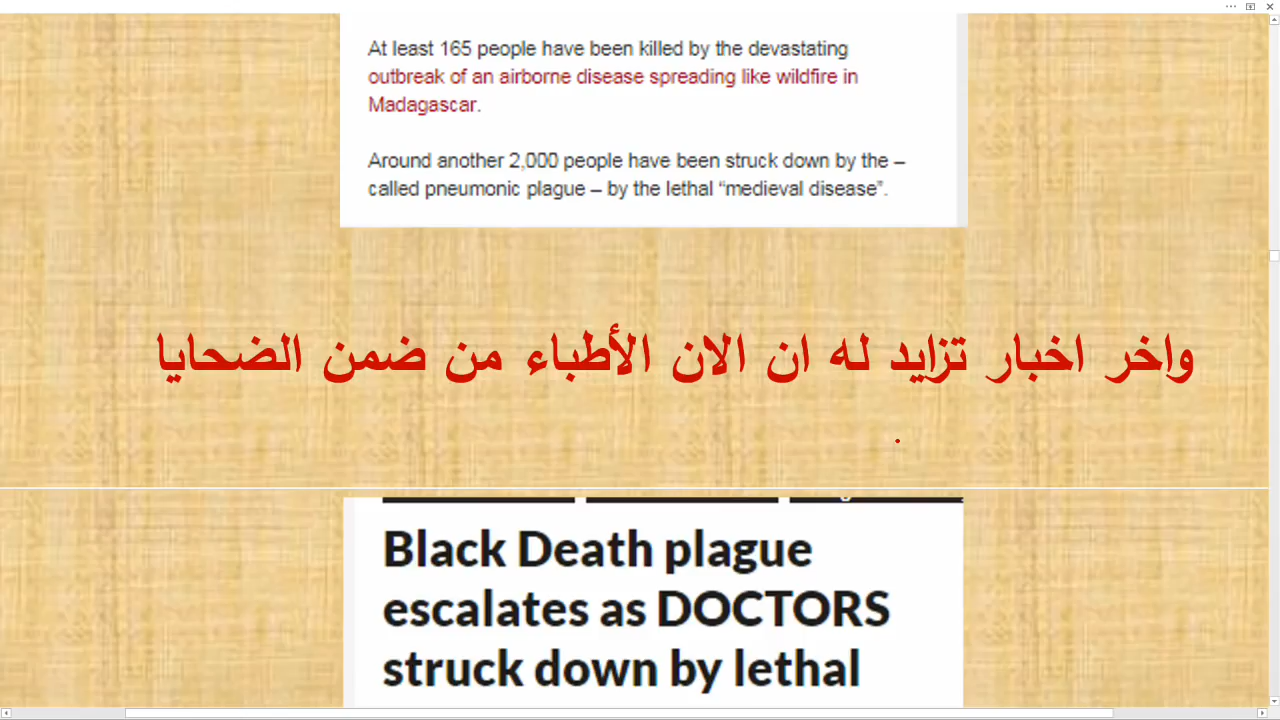 At least 165 people have been killed by the devastating
outbreak of an airborne disease spreading like wildfire in
Madagascar.
Around another 2,000 people have been struck down by the –
called pneumonic plague – by the lethal “medieval disease”.
واخر اخبار تزايد له ان الان الأطباء من ضمن الضحايا
.
Black Death plague
escalates as DOCTORS
struck down by lethal